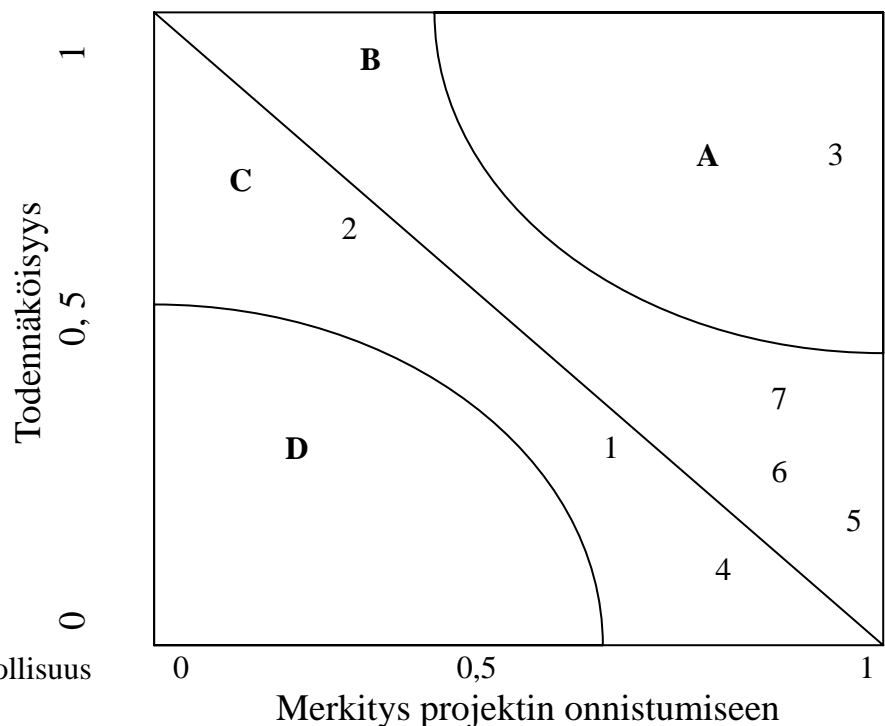 1
B
A 3
C
2
Todennäköisyys
0,5
7
D
1
6
5
4
0
ollisuus 0 0,5 1
Merkitys projektin onnistumiseen